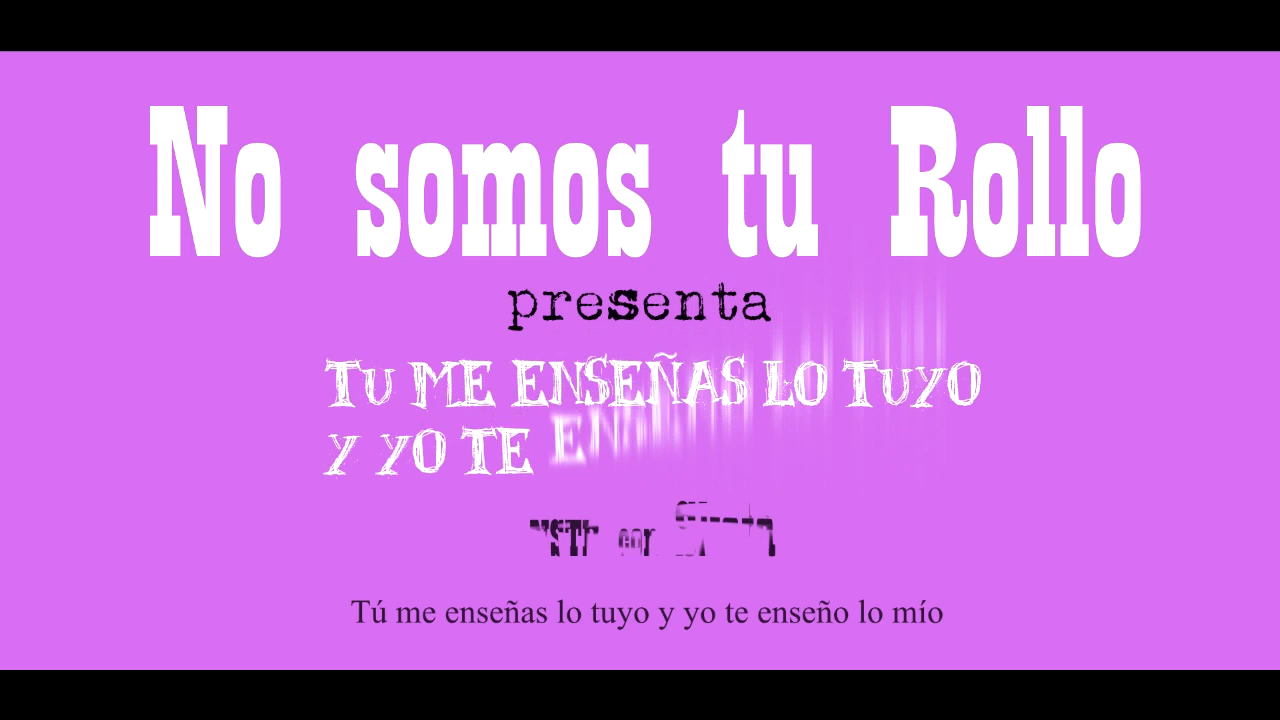 No somos tu Rollo
presenta
TU ME ENSEÑAS LO TUYO
Y YO TE
Tú me enseñas lo tuyo y yo te enseño lo mío